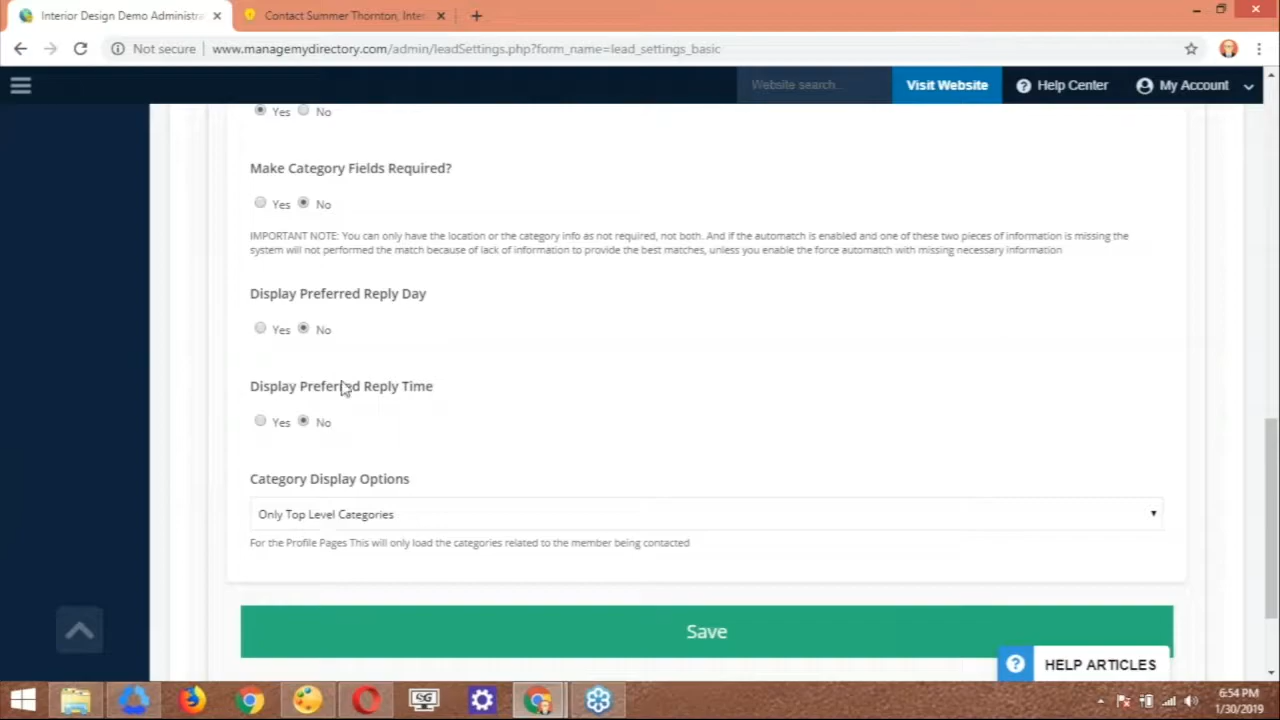 Interior Design Demo Administra
Contact Summer Thornton, Inter
Not secure | www.managemydirectory.com/admin/leadSettings.php?form_name=lead_settings_basic
Website search...
Visit Website
Help Center
My Account
Yes No
Make Category Fields Required?
Yes No
IMPORTANT NOTE: You can only have the location or the category info as not required, not both. And if the automatch is enabled and one of these two pieces of information is missing the
system will not performed the match because of lack of information to provide the best matches, unless you enable the force automatch with missing necessary information
Display Preferred Reply Day
Yes No
Display Preferred Reply Time
Yes No
Category Display Options
Only Top Level Categories
For the Profile Pages This will only load the categories related to the member being contacted
Save
? HELP ARTICLES
SG
6:54 PM
1/30/2019